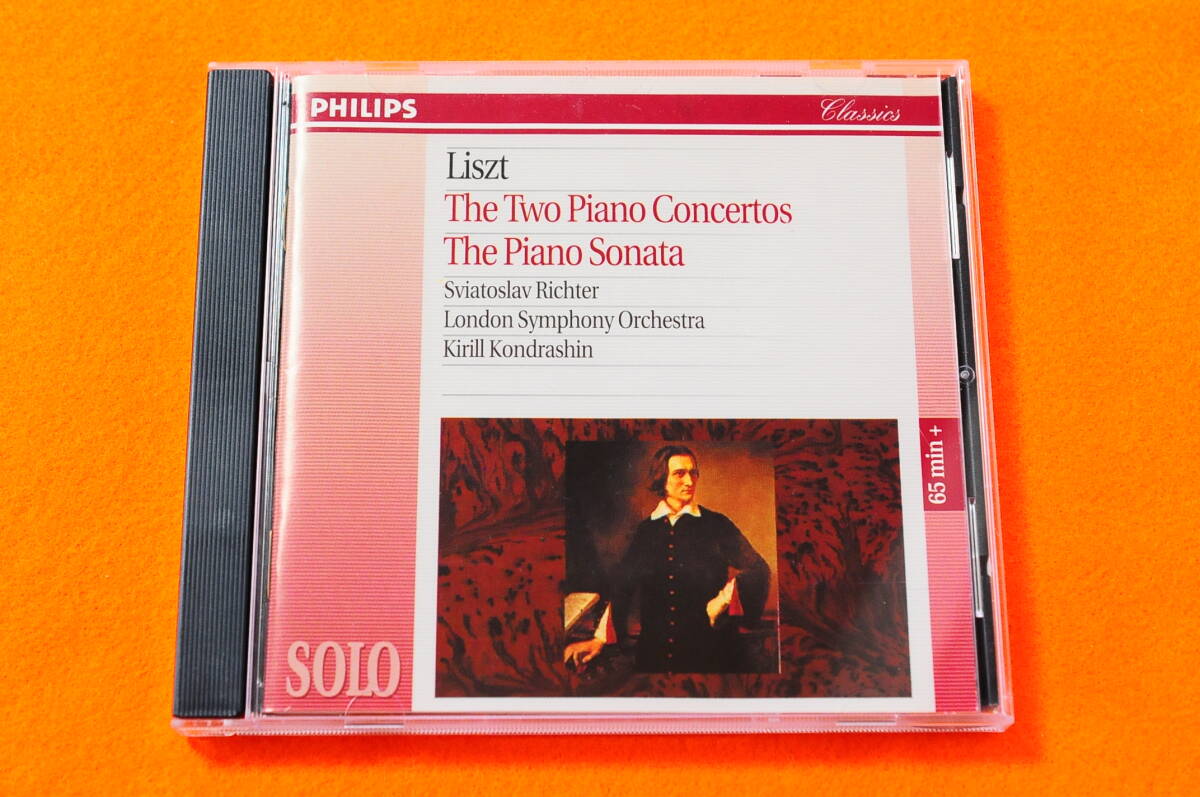 PHILIPS Classics
Liszt
The Two Piano Concertos
The Piano Sonata
Sviatoslav Richter
London Symphony Orchestra
Kirill Kondrashin
65 min +
SOLO